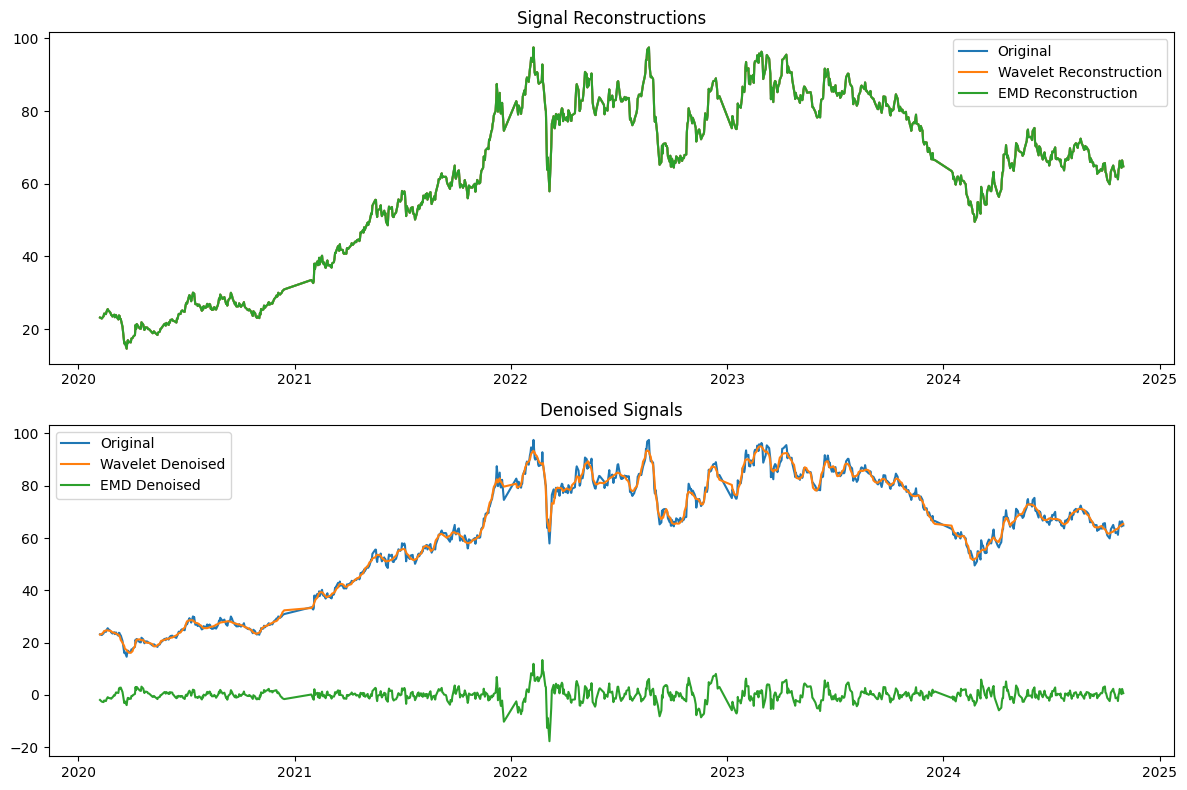 Signal Reconstructions
100
80
60
40
20
Original
Wavelet Reconstruction
EMD Reconstruction
2020 2021 2022 2023 2024 2025
Denoised Signals
100
80
60
40
20
0
−20
Original
Wavelet Denoised
EMD Denoised
2020 2021 2022 2023 2024 2025